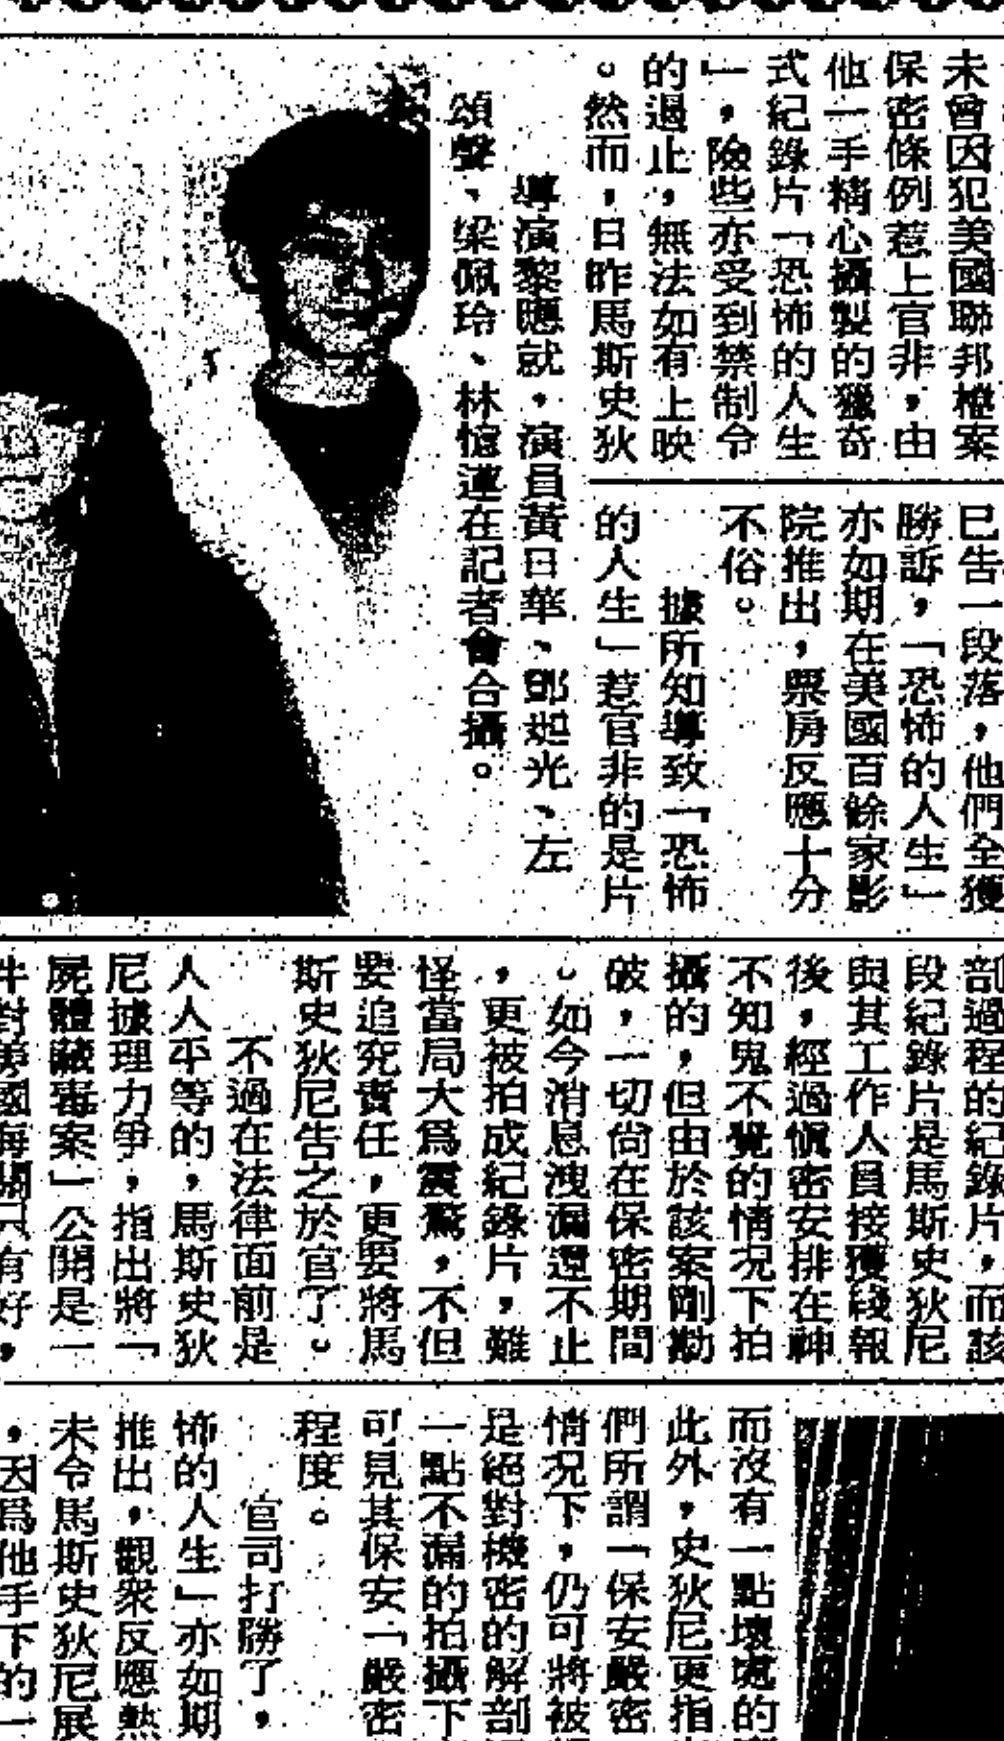 未曾因犯美國聯邦檔案
保密條例惹上官非，由
他一手精心攝製的獵奇
式紀錄片「恐怖的人生
」，險些亦受到禁制令
的遏止，無法如有上映
。然而，日昨馬斯史狄
已告一段落，他們全獲
勝訴，「恐怖的人生」
亦如期在美國百餘家影
院推出，票房反應十分
不俗。
據所知導致「恐怖
的人生」惹官非的是片
導演黎應就，演員黃日華、鄧 光、左
頌聲、梁佩玲、林憶蓮在記者會合攝。
剖過程的紀錄片，而該
段紀錄片是馬斯史狄尼
與其工作人員接獲綫報
後，經過愼密安排在神
不知鬼不覺的情況下拍
攝的，但由於該案剛勘
破，一切尚在保密期間
。如今消息洩漏還不止
，更被拍成紀錄片，難
怪當局大爲震驚，不但
要追究責任，更要將馬
斯史狄尼告之於官了。
不過在法律面前是
人人平等的，馬斯史狄
尼據理力爭，指出將「
屍體藏毒案」公開是一
件對美國海關只有好，
而沒有一點壞處的
此外，史狄尼更指
們所謂「保安嚴密
情況下，仍可將被
是絕對機密的解剖
一點不漏的拍攝下
可見其保安「嚴密
程度。
官司打勝了，
怖的人生」亦如期
推出，觀衆反應熱
未令馬斯史狄尼展
，因爲他手下的一